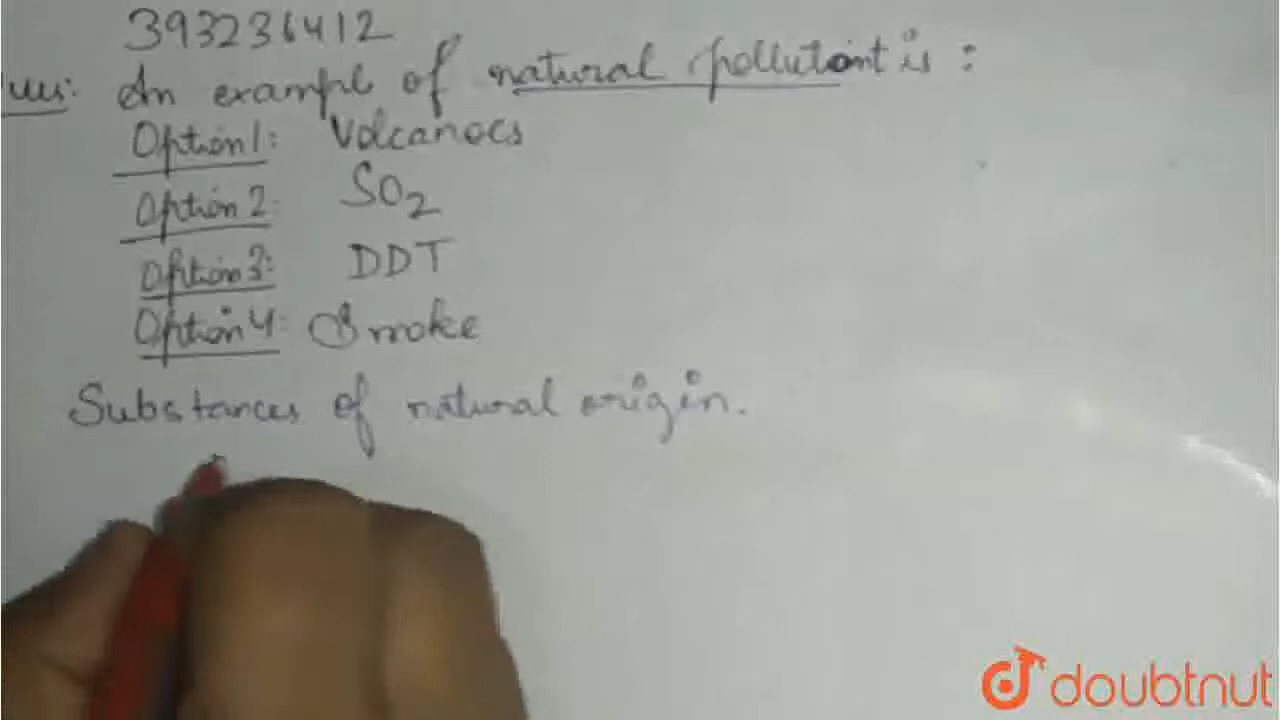 393236412
Ques: An example of natural pollutant is :
Option 1: Volcanoes
Option 2: SO2
Option 3: DDT
Option 4: Smoke
Substances of natural origin.
doubtnut